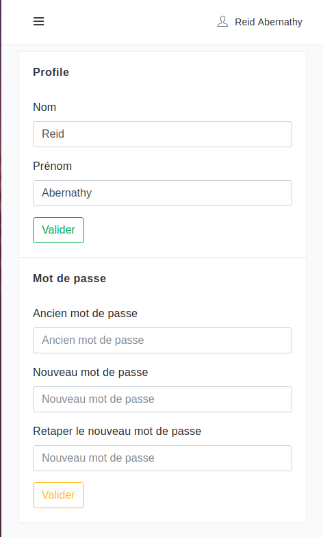 Reid Abernathy
Profile
Nom
Reid
Prénom
Abernathy
Valider
Mot de passe
Ancien mot de passe
Ancien mot de passe
Nouveau mot de passe
Nouveau mot de passe
Retaper le nouveau mot de passe
Nouveau mot de passe
Valider